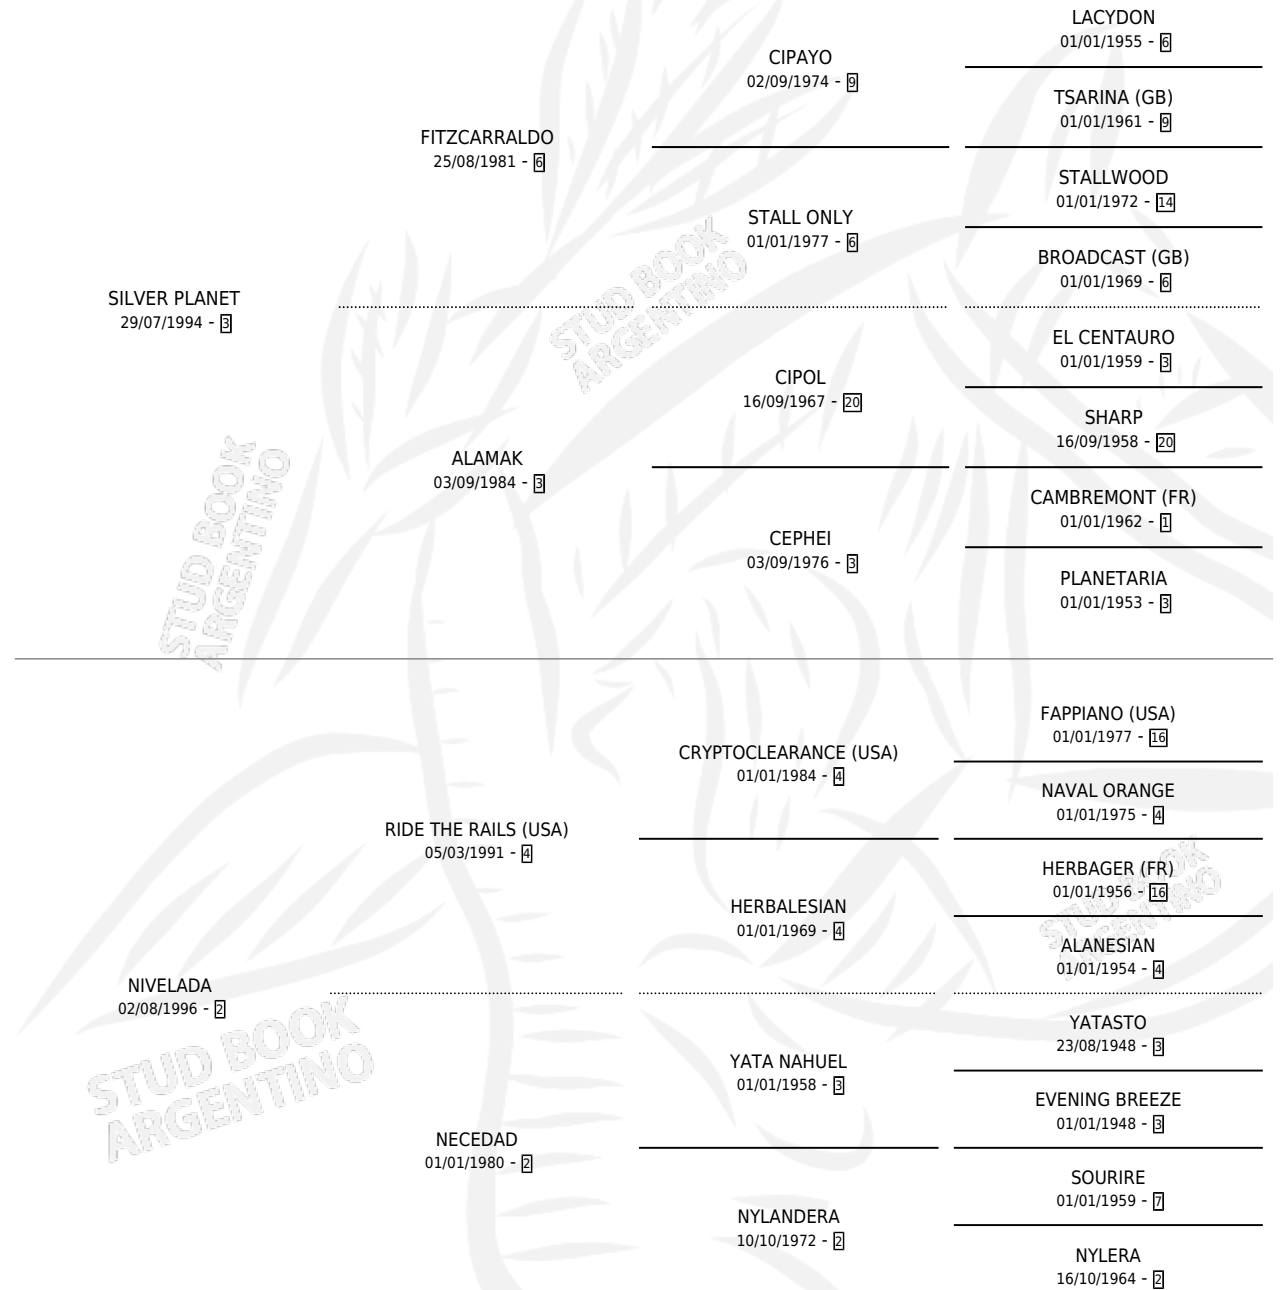 LACYDON
01/01/1955 - 6
CIPAYO
02/09/1974 - 9
TSARINA (GB)
01/01/1961 - 9
FITZCARRALDO
25/08/1981 - 6
STALLWOOD
01/01/1972 - 14
STALL ONLY
01/01/1977 - 6
BROADCAST (GB)
01/01/1969 - 6
SILVER PLANET
29/07/1994 - 3
STUD BOOK
ARGENTINO
EL CENTAURO
01/01/1959 - 3
CIPOL
16/09/1967 - 20
SHARP
16/09/1958 - 20
ALAMAK
03/09/1984 - 3
CAMBREMONT (FR)
01/01/1962 - 1
CEPHEI
03/09/1976 - 3
PLANETARIA
01/01/1953 - 3
STUD BOOK
ARGENTINO
FAPPIANO (USA)
01/01/1977 - 16
CRYPTOCLEARANCE (USA)
01/01/1984 - 4
NAVAL ORANGE
01/01/1975 - 4
RIDE THE RAILS (USA)
05/03/1991 - 4
HERBAGER (FR)
01/01/1956 - 16
HERBALESIAN
01/01/1969 - 4
ALANESIAN
01/01/1954 - 4
STUD BOOK
ARGENTINO
NIVELADA
02/08/1996 - 2
YATASTO
23/08/1948 - 3
YATA NAHUEL
01/01/1958 - 3
EVENING BREEZE
01/01/1948 - 3
STUD BOOK
ARGENTINO
NECEDAD
01/01/1980 - 2
SOURIRE
01/01/1959 - 7
NYLANDERA
10/10/1972 - 2
NYLERA
16/10/1964 - 2